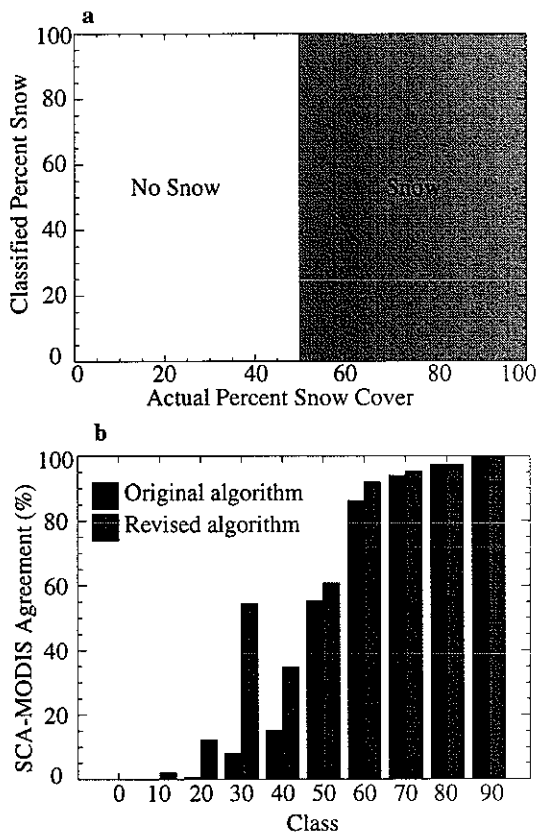 a
100
80
60
40
20
0
Classified Percent Snow
No Snow
Snow
0 20 40 60 80 100
Actual Percent Snow Cover
b
100
80
60
40
20
0
SCA-MODIS Agreement (%)
Original algorithm
Revised algorithm
0 10 20 30 40 50 60 70 80 90
Class